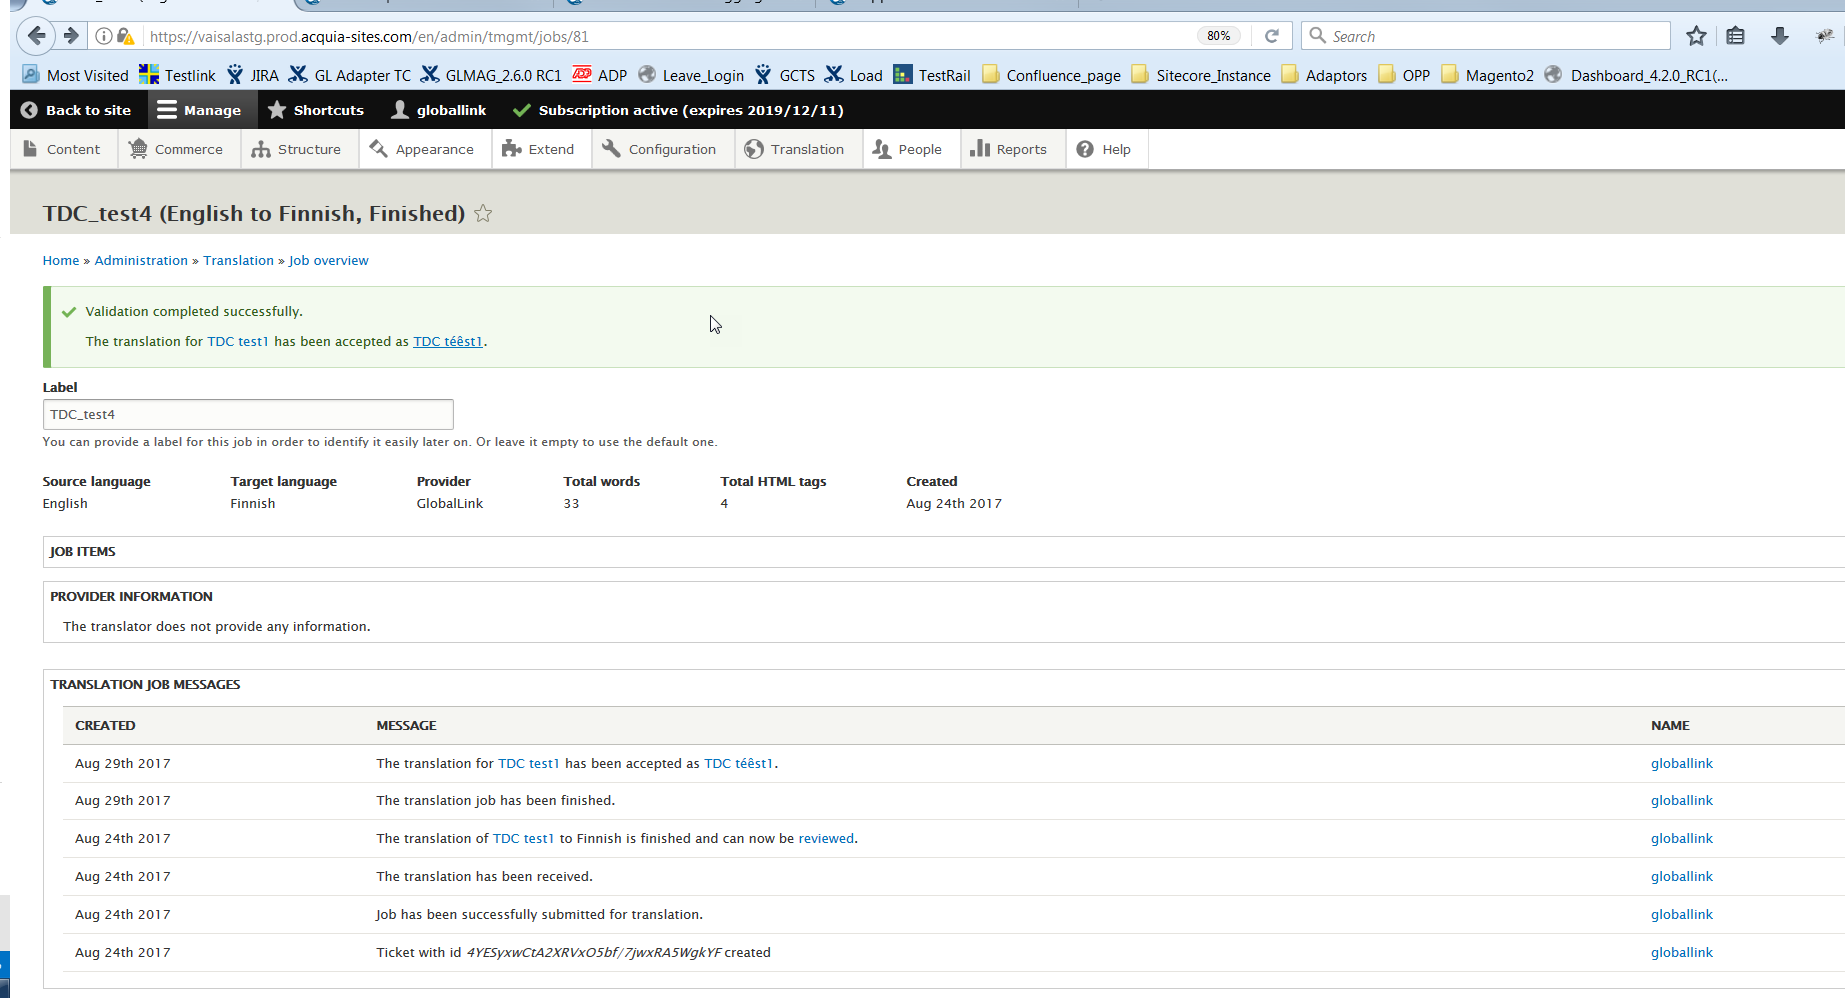 https://vaisalastg.prod.acquia-sites.com/en/admin/tmgmt/jobs/81 80% Search
Most Visited Testlink JIRA GL Adapter TC GLMAG_2.6.0 RC1 ADP Leave_Login GCTS Load TestRail Confluence_page Sitecore_Instance Adaptors OPP Magento2 Dashboard_4.2.0_RC1(...
Back to site Manage Shortcuts globallink Subscription active (expires 2019/12/11)
Content Commerce Structure Appearance Extend Configuration Translation People Reports Help
TDC_test4 (English to Finnish, Finished)
Home » Administration » Translation » Job overview
Validation completed successfully.
The translation for TDC test1 has been accepted as TDC téêst1.
Label
TDC_test4
You can provide a label for this job in order to identify it easily later on. Or leave it empty to use the default one.
Source language Target language Provider Total words Total HTML tags Created
English Finnish GlobalLink 33 4 Aug 24th 2017
JOB ITEMS
PROVIDER INFORMATION
The translator does not provide any information.
TRANSLATION JOB MESSAGES
CREATED MESSAGE NAME
Aug 29th 2017 The translation for TDC test1 has been accepted as TDC téêst1. globallink
Aug 29th 2017 The translation job has been finished. globallink
Aug 24th 2017 The translation of TDC test1 to Finnish is finished and can now be reviewed. globallink
Aug 24th 2017 The translation has been received. globallink
Aug 24th 2017 Job has been successfully submitted for translation. globallink
Aug 24th 2017 Ticket with id 4YESyxwCtA2XRVxO5bf/7jwxRA5WgkYF created globallink